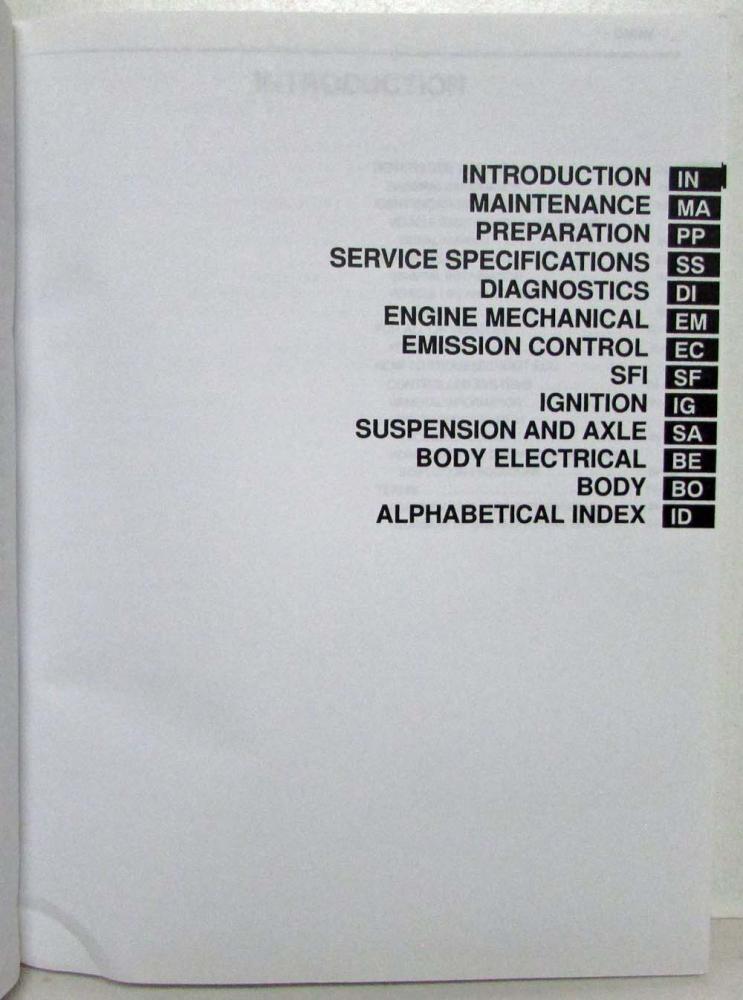 INTRODUCTION IN
MAINTENANCE MA
PREPARATION PP
SERVICE SPECIFICATIONS SS
DIAGNOSTICS DI
ENGINE MECHANICAL EM
EMISSION CONTROL EC
SFI SF
IGNITION IG
SUSPENSION AND AXLE SA
BODY ELECTRICAL BE
BODY BO
ALPHABETICAL INDEX ID